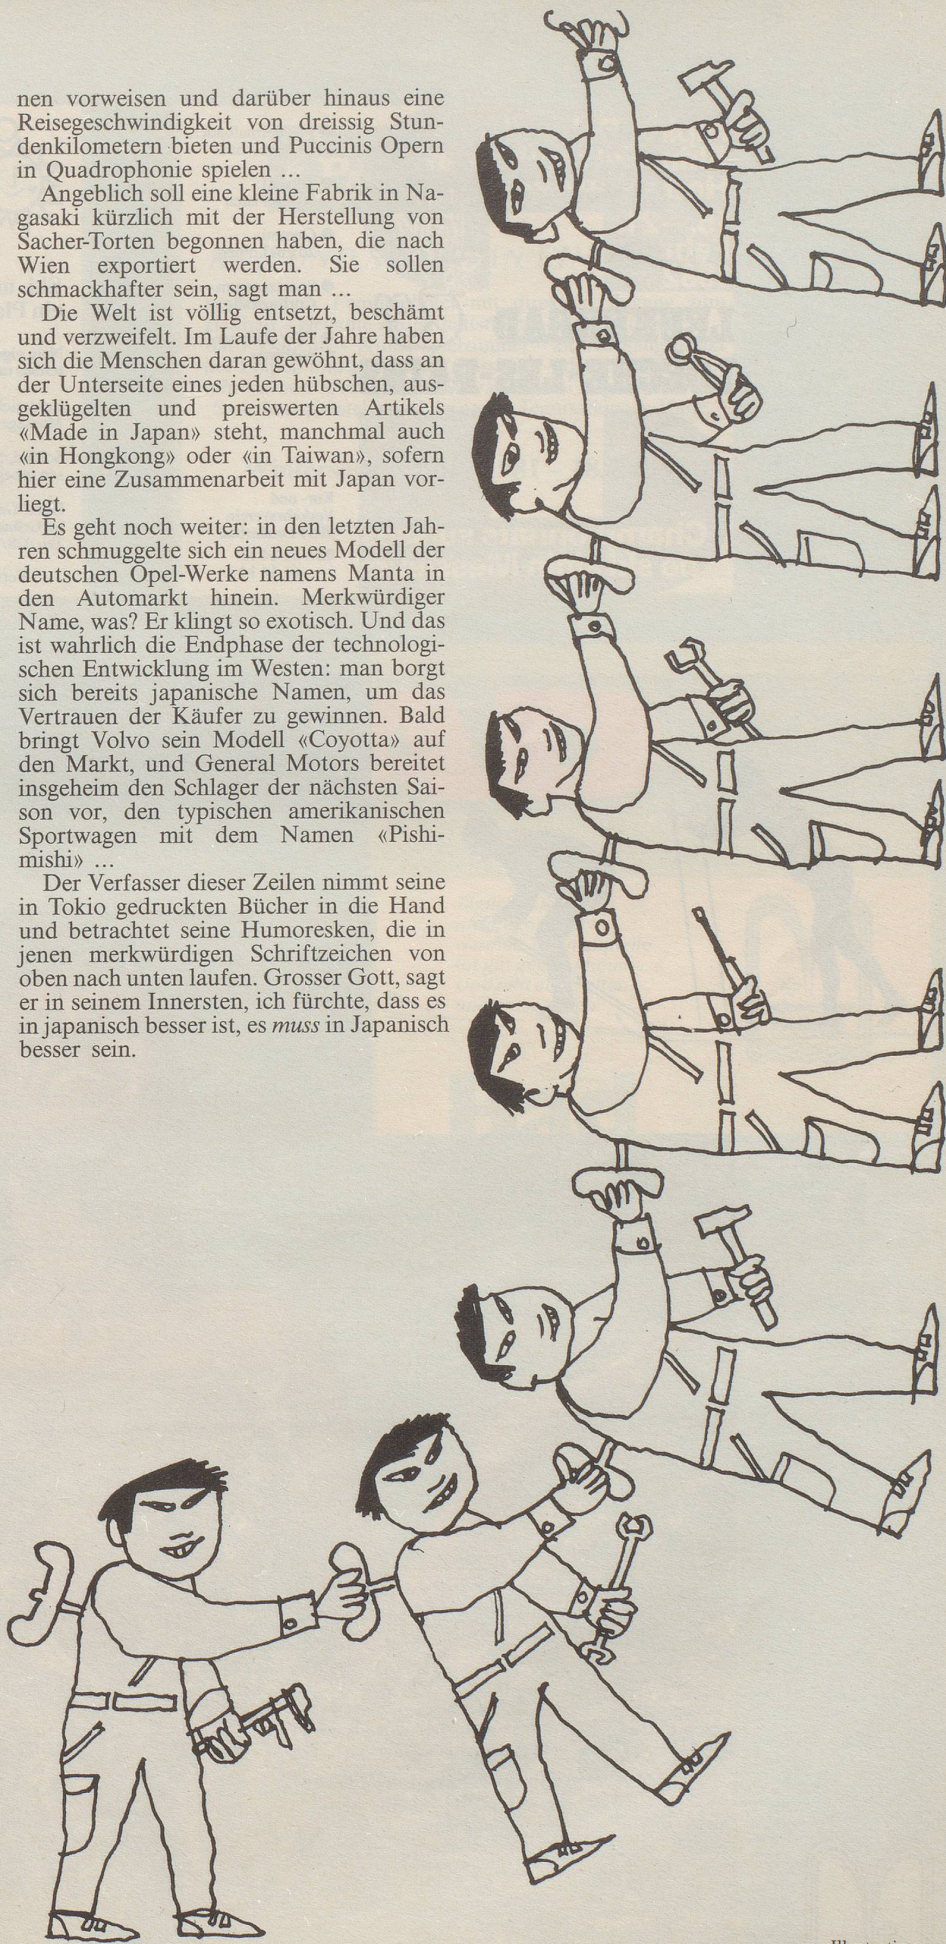 nen vorweisen und darüber hinaus eine
Reisegeschwindigkeit von dreissig Stun-
denkilometern bieten und Puccinis Opern
in Quadrophonie spielen ...
Angeblich soll eine kleine Fabrik in Na-
gasaki kürzlich mit der Herstellung von
Sacher-Torten begonnen haben, die nach
Wien exportiert werden. Sie sollen
schmackhafter sein, sagt man ...
Die Welt ist völlig entsetzt, beschämt
und verzweifelt. Im Laufe der Jahre haben
sich die Menschen daran gewöhnt, dass an
der Unterseite eines jeden hübschen, aus-
geklügelten und preiswerten Artikels
«Made in Japan» steht, manchmal auch
«in Hongkong» oder «in Taiwan», sofern
hier eine Zusammenarbeit mit Japan vor-
liegt.
Es geht noch weiter: in den letzten Jah-
ren schmuggelte sich ein neues Modell der
deutschen Opel-Werke namens Manta in
den Automarkt hinein. Merkwürdiger
Name, was? Er klingt so exotisch. Und das
ist wahrlich die Endphase der technologi-
schen Entwicklung im Westen: man borgt
sich bereits japanische Namen, um das
Vertrauen der Käufer zu gewinnen. Bald
bringt Volvo sein Modell «Coyotta» auf
den Markt, und General Motors bereitet
insgeheim den Schlager der nächsten Sai-
son vor, den typischen amerikanischen
Sportwagen mit dem Namen «Pishi-
mishi» ...
Der Verfasser dieser Zeilen nimmt seine
in Tokio gedruckten Bücher in die Hand
und betrachtet seine Humoresken, die in
jenen merkwürdigen Schriftzeichen von
oben nach unten laufen. Grosser Gott, sagt
er in seinem Innersten, ich fürchte, dass es
in japanisch besser ist, es muss in Japanisch
besser sein.